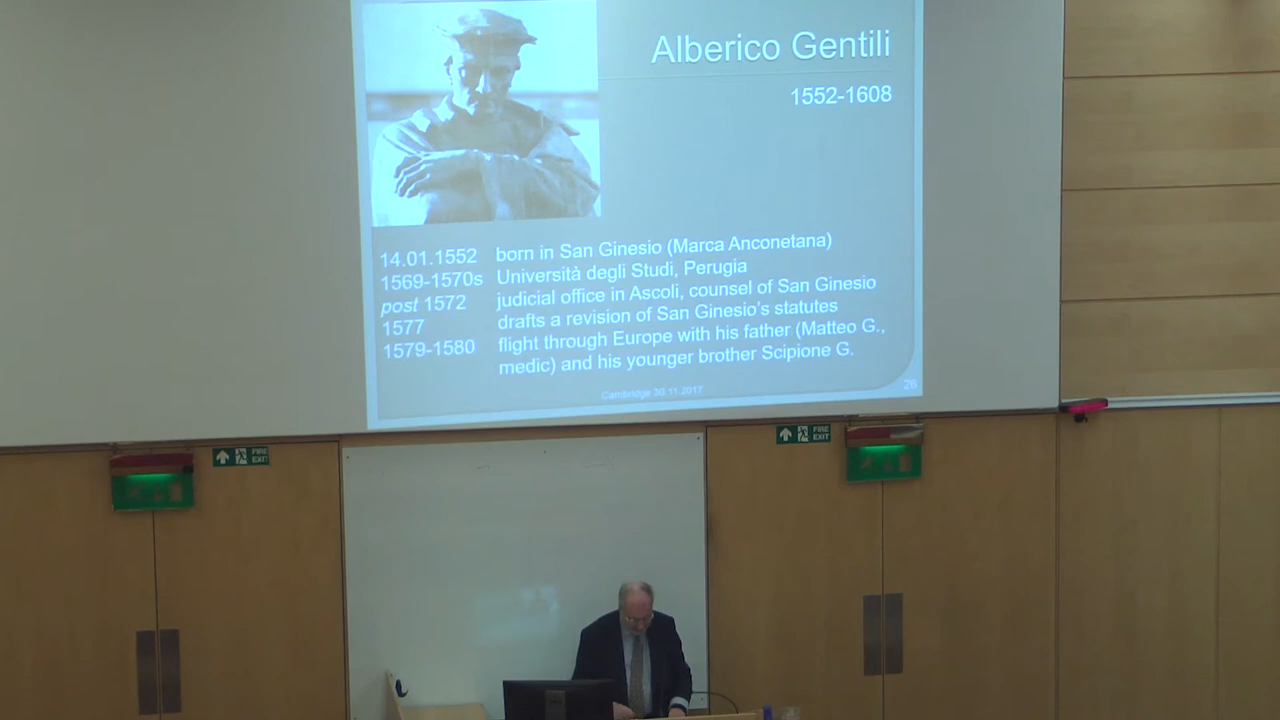 Alberico Gentili
1552-1608
14.01.1552 born in San Ginesio (Marca Anconetana)
1569-1570s Università degli Studi, Perugia
post 1572 judicial office in Ascoli, counsel of San Ginesio
1577 drafts a revision of San Ginesio's statutes
1579-1580 flight through Europe with his father (Matteo G.,
medic) and his younger brother Scipione G.
Cambridge 30.11.2017
26
FIRE
EXIT
FIRE
EXIT